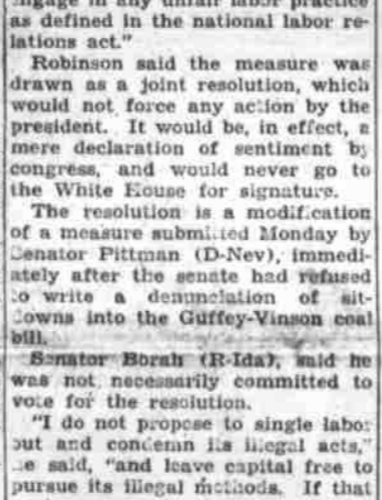 engage in any unfair labor practice
as defined in the national labor re-
lations act."
Robinson said the measure was
drawn as a joint resolution, which
would not force any action by the
president. It would be, in effect, a
mere declaration of sentiment by
congress, and would never go to
the White House for signature.
The resolution is a modification
of a measure submitted Monday by
Senator Pittman (D-Nev), immedi-
ately after the senate had refused
to write a denunciation of sit-
downs into the Guffey-Vinson coal
bill.
Senator Borah (R-Ida), said he
was not necessarily committed to
vote for the resolution.
"I do not propose to single labor
out and condemn its illegal acts,"
he said, "and leave capital free to
pursue its illegal methods. If that